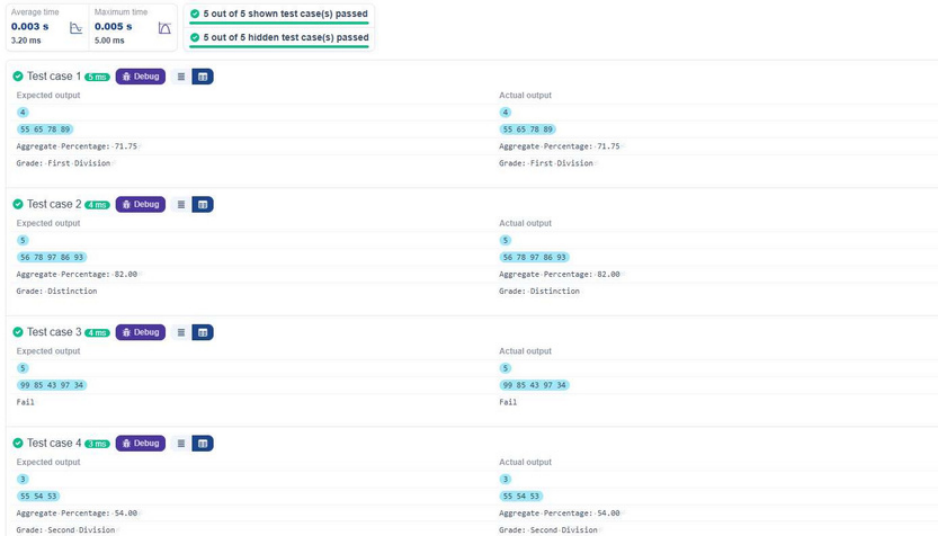 Average time Maximum time
0.003 s 0.005 s
3.20 ms 5.00 ms
5 out of 5 shown test case(s) passed
5 out of 5 hidden test case(s) passed
Test case 1 5 ms Debug
Expected output Actual output
4 4
55 65 78 89 55 65 78 89
Aggregate Percentage: 71.75 Aggregate Percentage: 71.75
Grade: First Division Grade: First Division
Test case 2 4 ms Debug
Expected output Actual output
5 5
56 78 97 86 93 56 78 97 86 93
Aggregate Percentage: 82.00 Aggregate Percentage: 82.00
Grade: Distinction Grade: Distinction
Test case 3 4 ms Debug
Expected output Actual output
5 5
99 85 43 97 34 99 85 43 97 34
Fail Fail
Test case 4 3 ms Debug
Expected output Actual output
3 3
55 54 53 55 54 53
Aggregate Percentage: 54.00 Aggregate Percentage: 54.00
Grade: Second Division Grade: Second Division